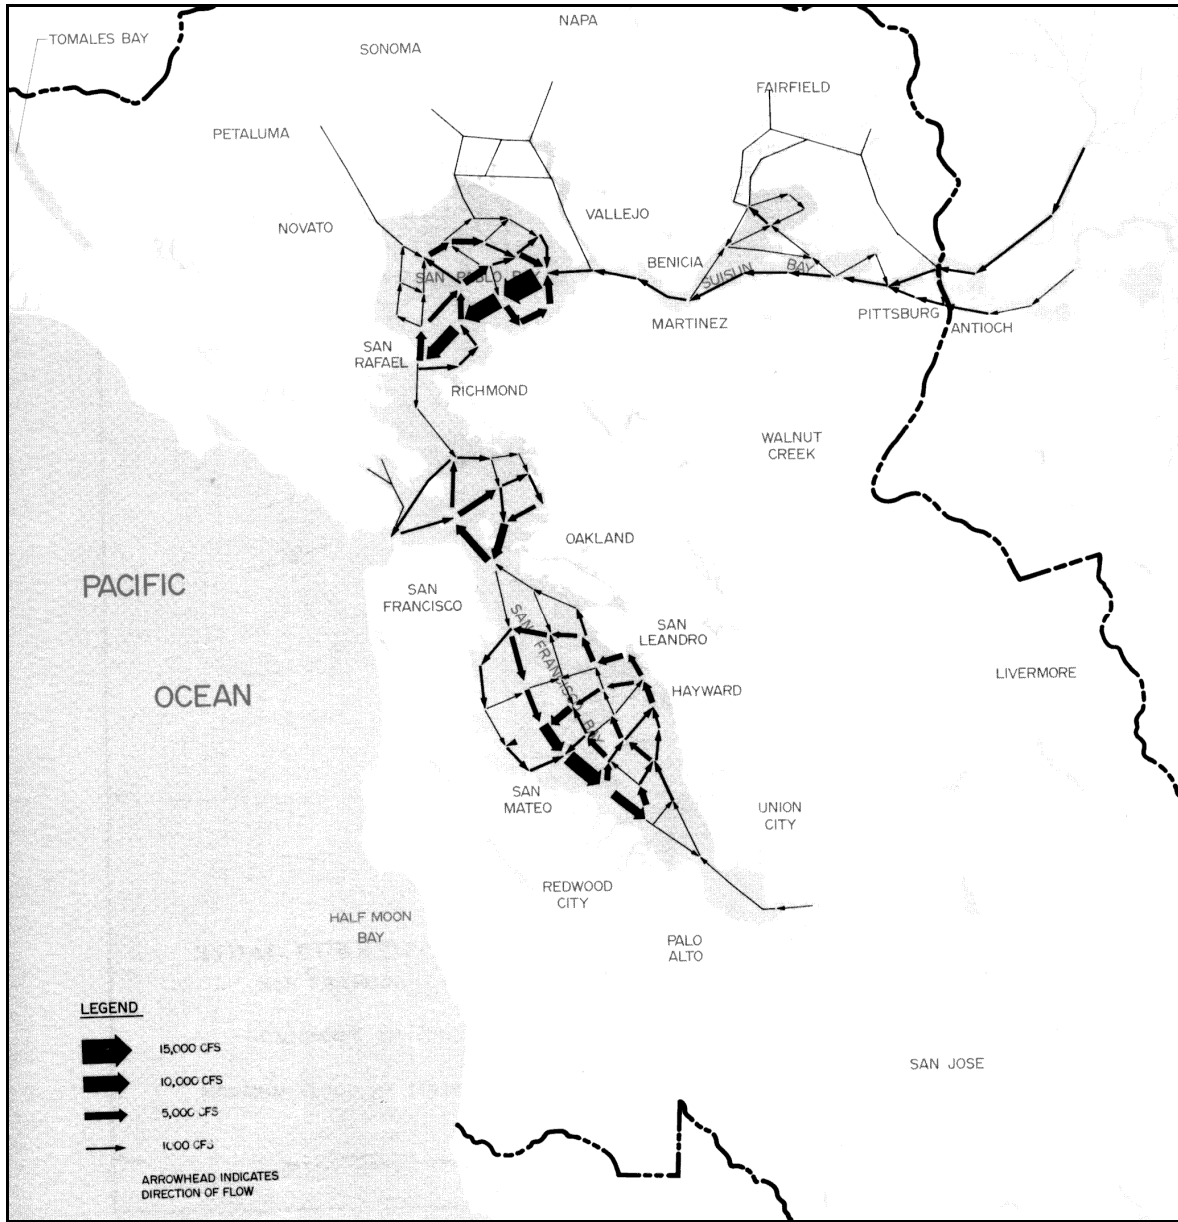 NAPA
TOMALES BAY
SONOMA
FAIRFIELD
PETALUMA
VALLEJO
NOVATO
BENICIA
SAN PABLO B
SUISUN BAY
MARTINEZ
PITTSBURG
ANTIOCH
SAN
RAFAEL
RICHMOND
WALNUT
CREEK
OAKLAND
PACIFIC
OCEAN
SAN
FRANCISCO
SAN FRANCISCO BAY
SAN
LEANDRO
LIVERMORE
HAYWARD
SAN
MATEO
UNION
CITY
REDWOOD
CITY
HALF MOON
BAY
PALO
ALTO
SAN JOSE
LEGEND
15,000 CFS
10,000 CFS
5,000 CFS
1000 CFS
ARROWHEAD INDICATES
DIRECTION OF FLOW